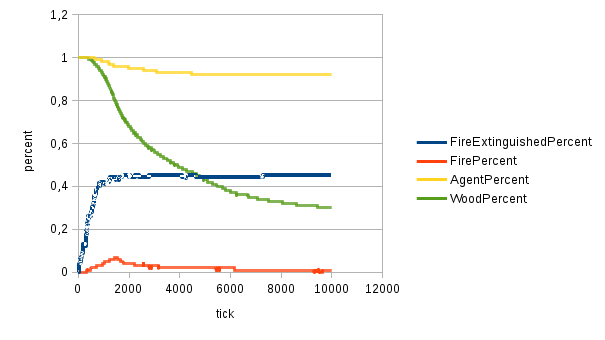 1,2
1
0,8
0,6
0,4
0,2
0
percent
0 2000 4000 6000 8000 10000 12000
tick
FireExtinguishedPercent
FirePercent
AgentPercent
WoodPercent